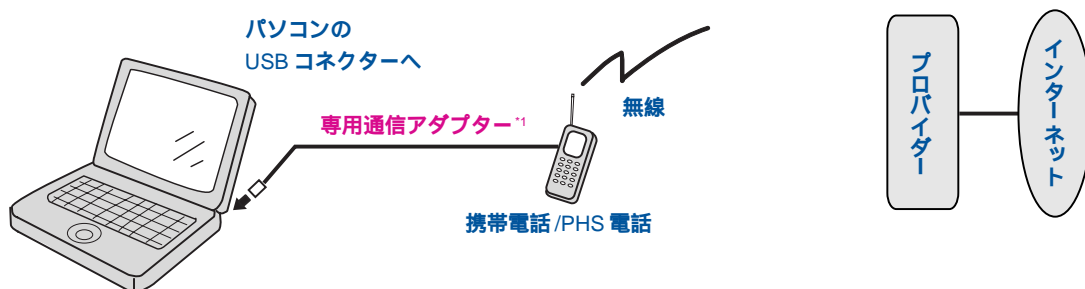 パソコンの
USB コネクターへ
専用通信アダプター*1
無線
携帯電話/PHS 電話
プロバイダー
インターネット